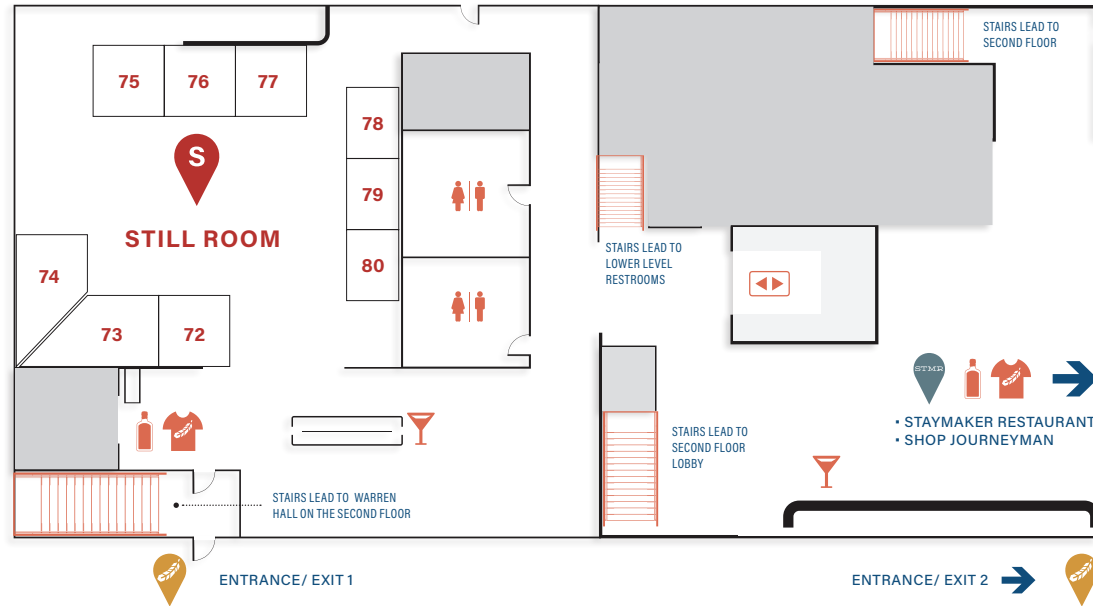 STAIRS LEAD TO
SECOND FLOOR
75
76
77
78
S
79
STILL ROOM
74
80
STAIRS LEAD TO
LOWER LEVEL
RESTROOMS
73
72
STMR
• STAYMAKER RESTAURANT
• SHOP JOURNEYMAN
STAIRS LEAD TO
SECOND FLOOR
LOBBY
STAIRS LEAD TO WARREN
HALL ON THE SECOND FLOOR
ENTRANCE/ EXIT 1
ENTRANCE/ EXIT 2